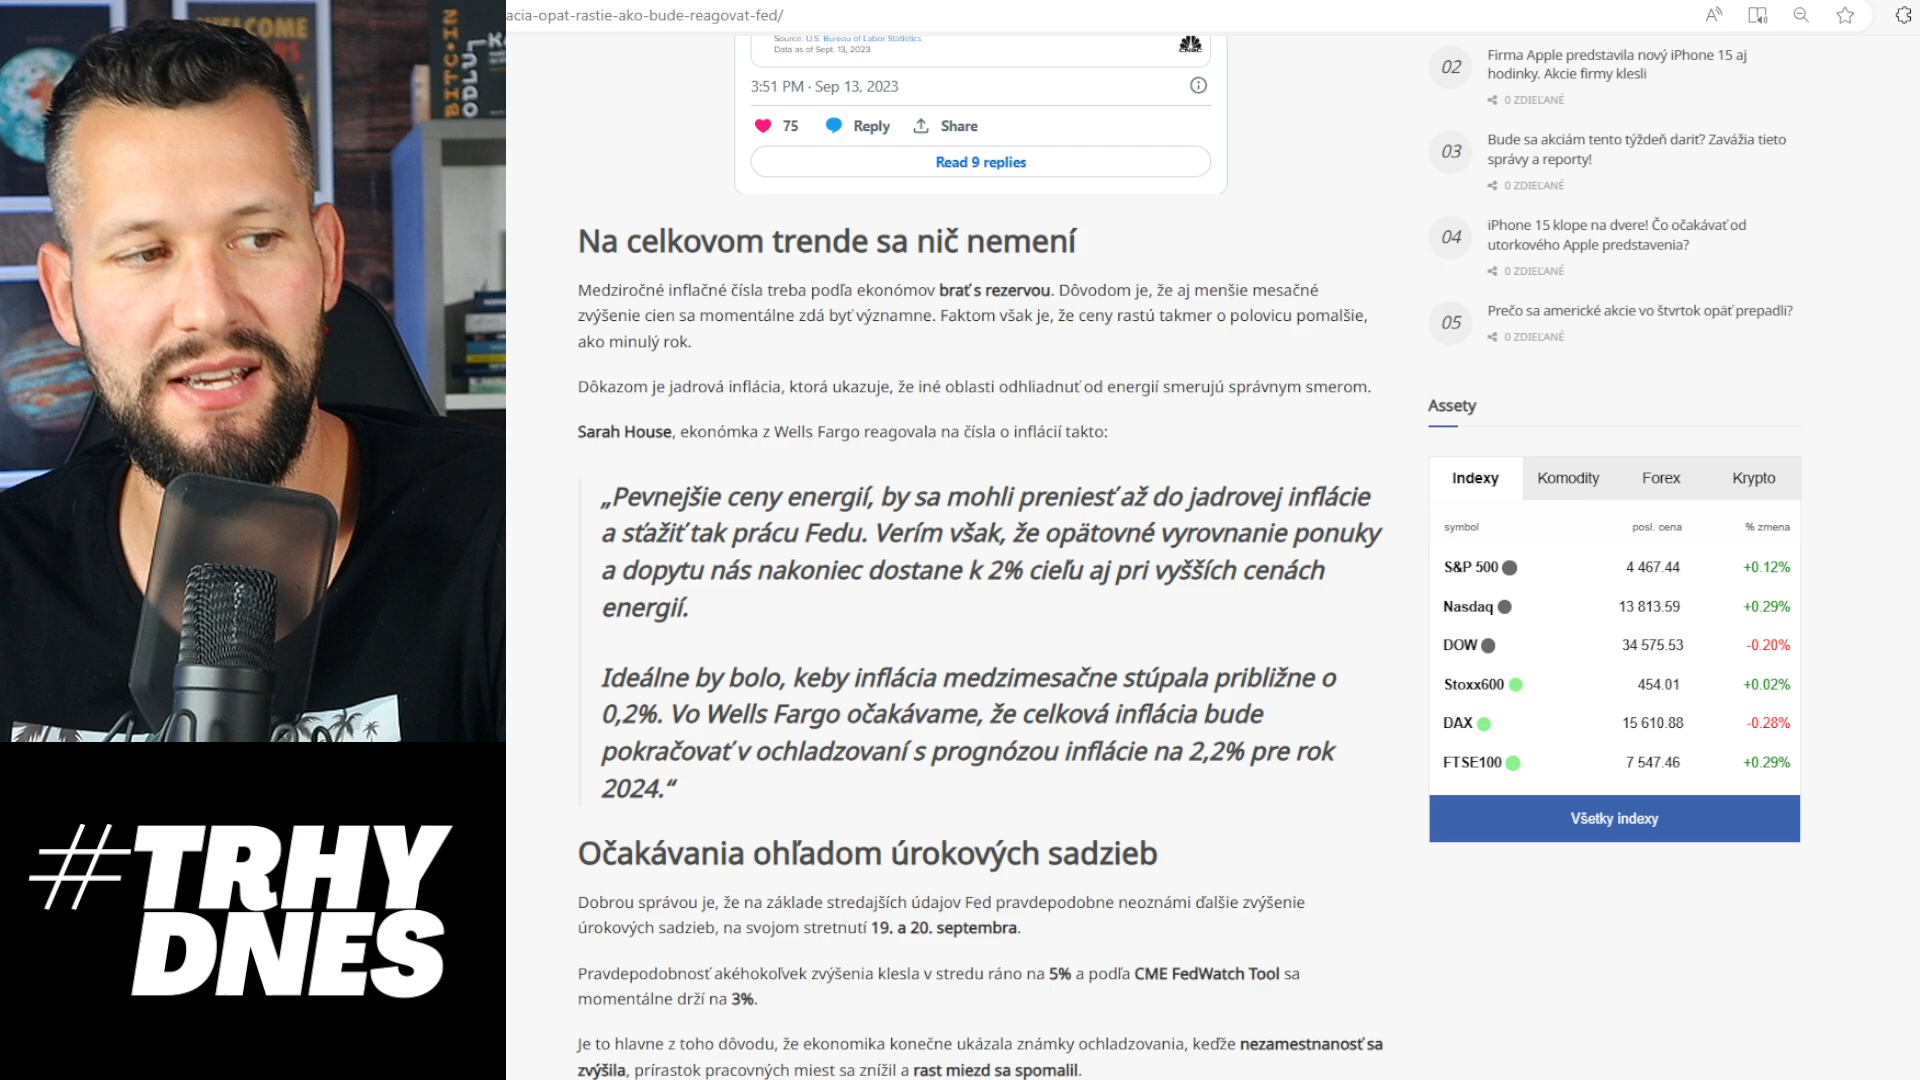 acia-opat-rastie-ako-bude-reagovat-fed/
WELCOME
BITCOIN
ODLU
Source: U.S. Bureau of Labor Statistics
Data as of Sept. 13, 2023
CNBC
3:51 PM · Sep 13, 2023
75 Reply Share
Read 9 replies
Na celkovom trende sa nič nemení
Medziročné inflačné čísla treba podľa ekonómov brať s rezervou. Dôvodom je, že aj menšie mesačné
zvýšenie cien sa momentálne zdá byť významne. Faktom však je, že ceny rastú takmer o polovicu pomalšie,
ako minulý rok.
Dôkazom je jadrová inflácia, ktorá ukazuje, že iné oblasti odhliadnuť od energií smerujú správnym smerom.
Sarah House, ekonómka z Wells Fargo reagovala na čísla o inflácií takto:
„Pevnejšie ceny energií, by sa mohli preniesť až do jadrovej inflácie
a sťažiť tak prácu Fedu. Verím však, že opätovné vyrovnanie ponuky
a dopytu nás nakoniec dostane k 2% cieľu aj pri vyšších cenách
energií.
Ideálne by bolo, keby inflácia medzimesačne stúpala približne o
0,2%. Vo Wells Fargo očakávame, že celková inflácia bude
pokračovať v ochladzovaní s prognózou inflácie na 2,2% pre rok
2024.“
Očakávania ohľadom úrokových sadzieb
Dobrou správou je, že na základe stredajších údajov Fed pravdepodobne neoznámi ďalšie zvýšenie
úrokových sadzieb, na svojom stretnutí 19. a 20. septembra.
Pravdepodobnosť akéhokoľvek zvýšenia klesla v stredu ráno na 5% a podľa CME FedWatch Tool sa
momentálne drží na 3%.
Je to hlavne z toho dôvodu, že ekonomika konečne ukázala známky ochladzovania, keďže nezamestnanosť sa
zvýšila, prírastok pracovných miest sa znížil a rast miezd sa spomalil.
02 Firma Apple predstavila nový iPhone 15 aj
hodinky. Akcie firmy klesli
0 ZDIEĽANÉ
03 Bude sa akciám tento týždeň dariť? Zavážia tieto
správy a reporty!
0 ZDIEĽANÉ
04 iPhone 15 klope na dvere! Čo očakávať od
utorkového Apple predstavenia?
0 ZDIEĽANÉ
05 Prečo sa americké akcie vo štvrtok opäť prepadli?
0 ZDIEĽANÉ
Assety
Indexy Komodity Forex Krypto
symbol posl. cena % zmena
S&P 500 4 467.44 +0.12%
Nasdaq 13 813.59 +0.29%
DOW 34 575.53 -0.20%
Stoxx600 454.01 +0.02%
DAX 15 610.88 -0.28%
FTSE100 7 547.46 +0.29%
Všetky indexy
#TRHY
DNES